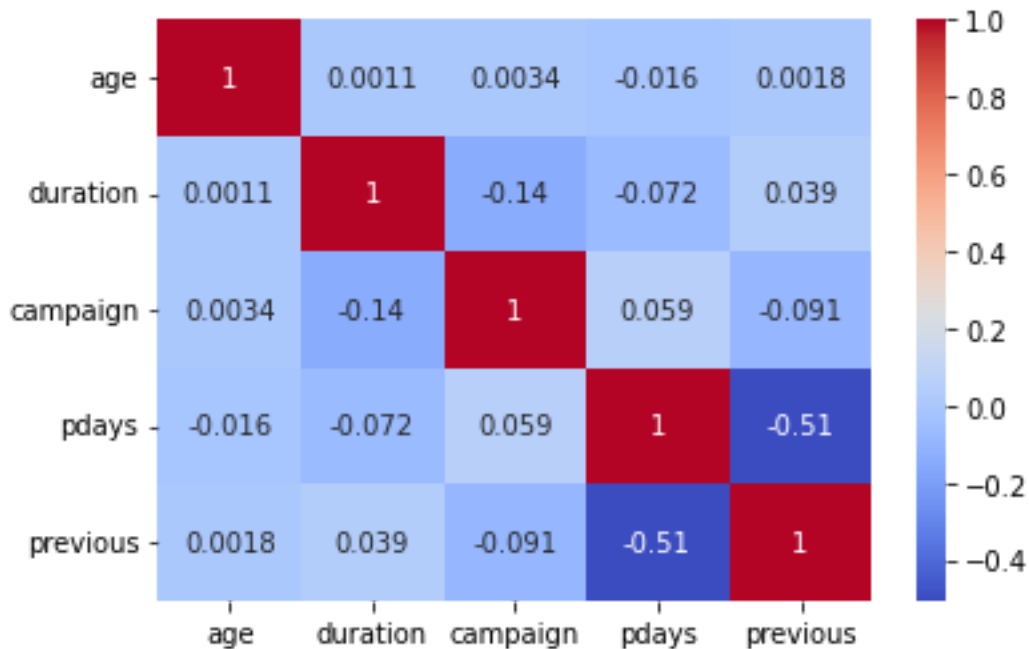 age 1 0.0011 0.0034 -0.016 0.0018
duration 0.0011 1 -0.14 -0.072 0.039
campaign 0.0034 -0.14 1 0.059 -0.091
pdays -0.016 -0.072 0.059 1 -0.51
previous 0.0018 0.039 -0.091 -0.51 1
age duration campaign pdays previous
1.0
0.8
0.6
0.4
0.2
0.0
−0.2
−0.4